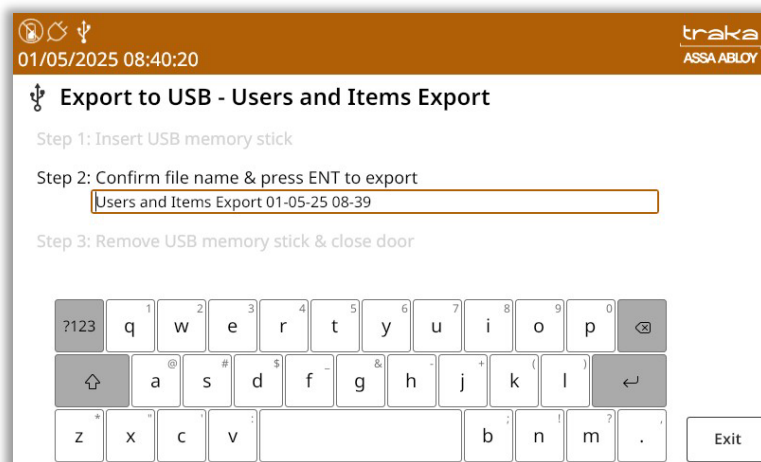 traka
01/05/2025 08:40:20
ASSA ABLOY
Export to USB - Users and Items Export
Step 1: Insert USB memory stick
Step 2: Confirm file name & press ENT to export
Users and Items Export 01-05-25 08-39
Step 3: Remove USB memory stick & close door
?123 q 1 w 2 e 3 r 4 t 5 y 6 u 7 i 8 o 9 p 0
a @ s # d $ f _ g & h - j + k ( l )
z * x " c ' v : b ; n ! m ? . ,
Exit